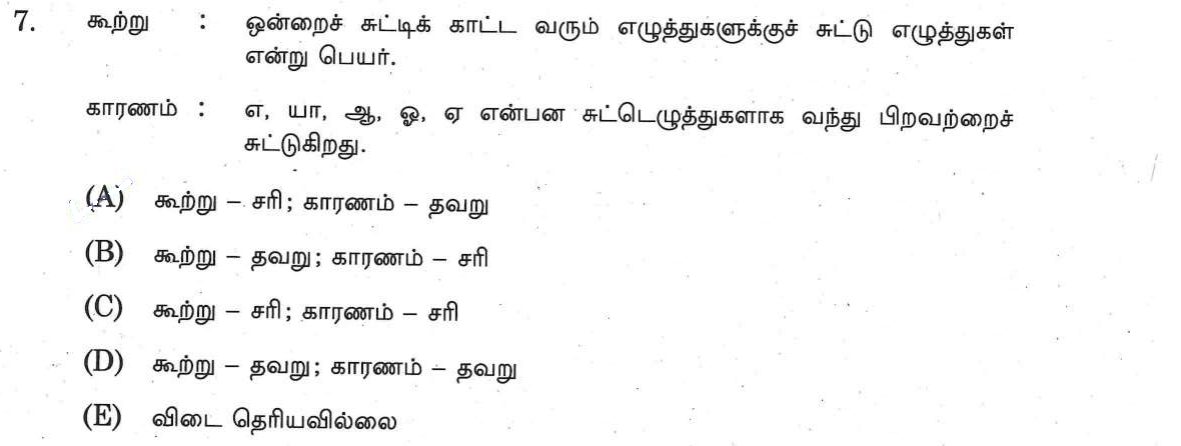 7. கூற்று : ஒன்றைச் சுட்டிக் காட்ட வரும் எழுத்துகளுக்குச் சுட்டு எழுத்துகள்
என்று பெயர்.
காரணம் : எ, யா, ஆ, ஓ, ஏ என்பன சுட்டெழுத்துகளாக வந்து பிறவற்றைச்
சுட்டுகிறது.
(A) கூற்று – சரி; காரணம் – தவறு
(B) கூற்று – தவறு; காரணம் – சரி
(C) கூற்று – சரி; காரணம் – சரி
(D) கூற்று – தவறு; காரணம் – தவறு
(E) விடை தெரியவில்லை